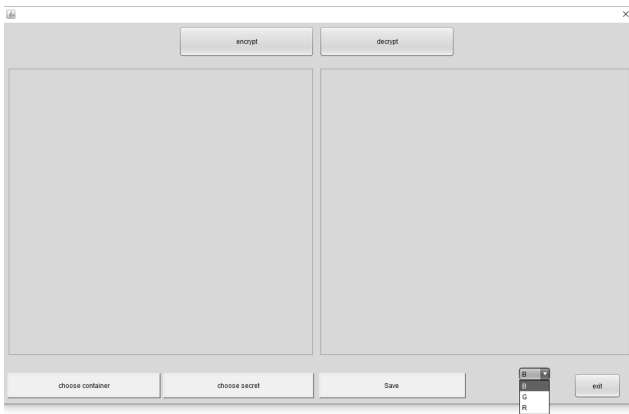 encrypt
decrypt
choose container
choose secret
Save
B
B
G
R
exit